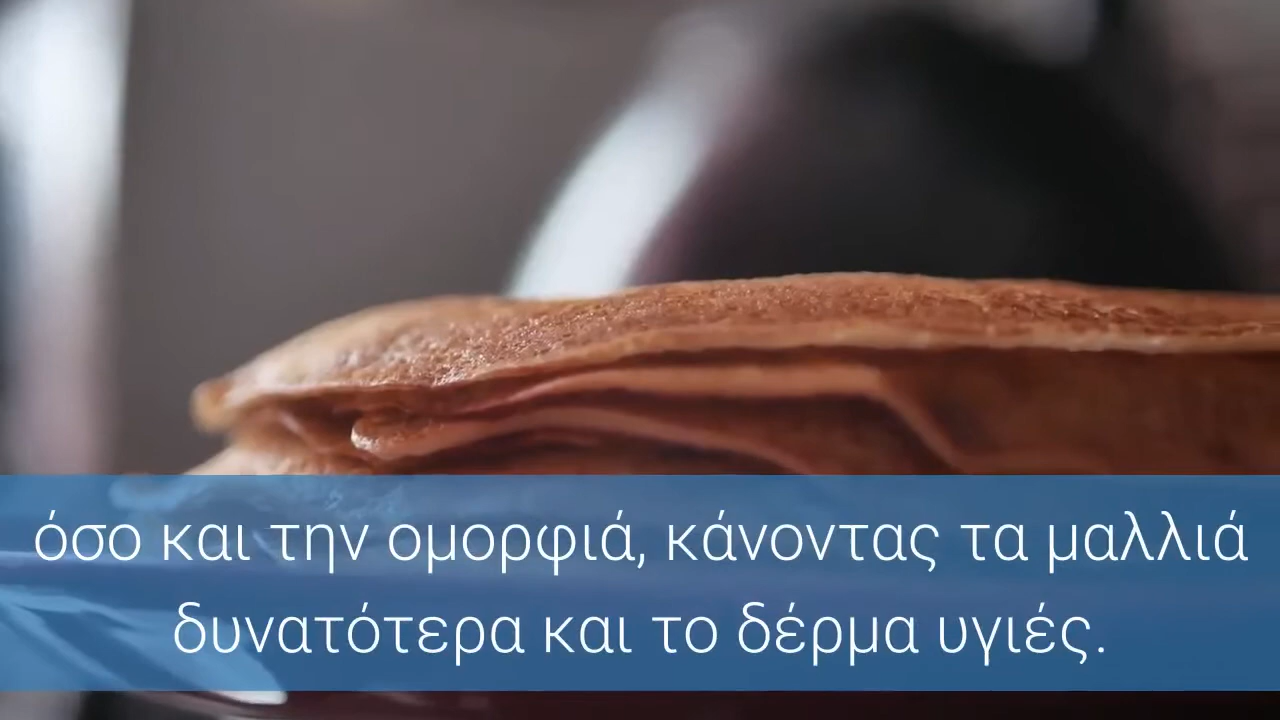 όσο και την ομορφιά, κάνοντας τα μαλλιά
δυνατότερα και το δέρμα υγιές.